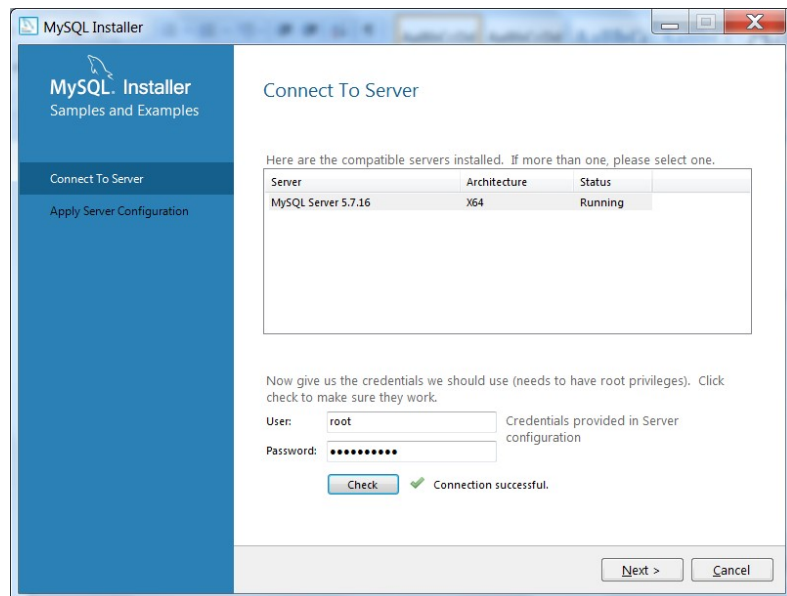 MySQL Installer
MySQL. Installer
Samples and Examples
Connect To Server
Apply Server Configuration
Connect To Server
Here are the compatible servers installed. If more than one, please select one.
Server Architecture Status
MySQL Server 5.7.16 X64 Running
Now give us the credentials we should use (needs to have root privileges). Click
check to make sure they work.
User: root
Credentials provided in Server
configuration
Password: ●●●●●●●●●●
Check Connection successful.
Next > Cancel